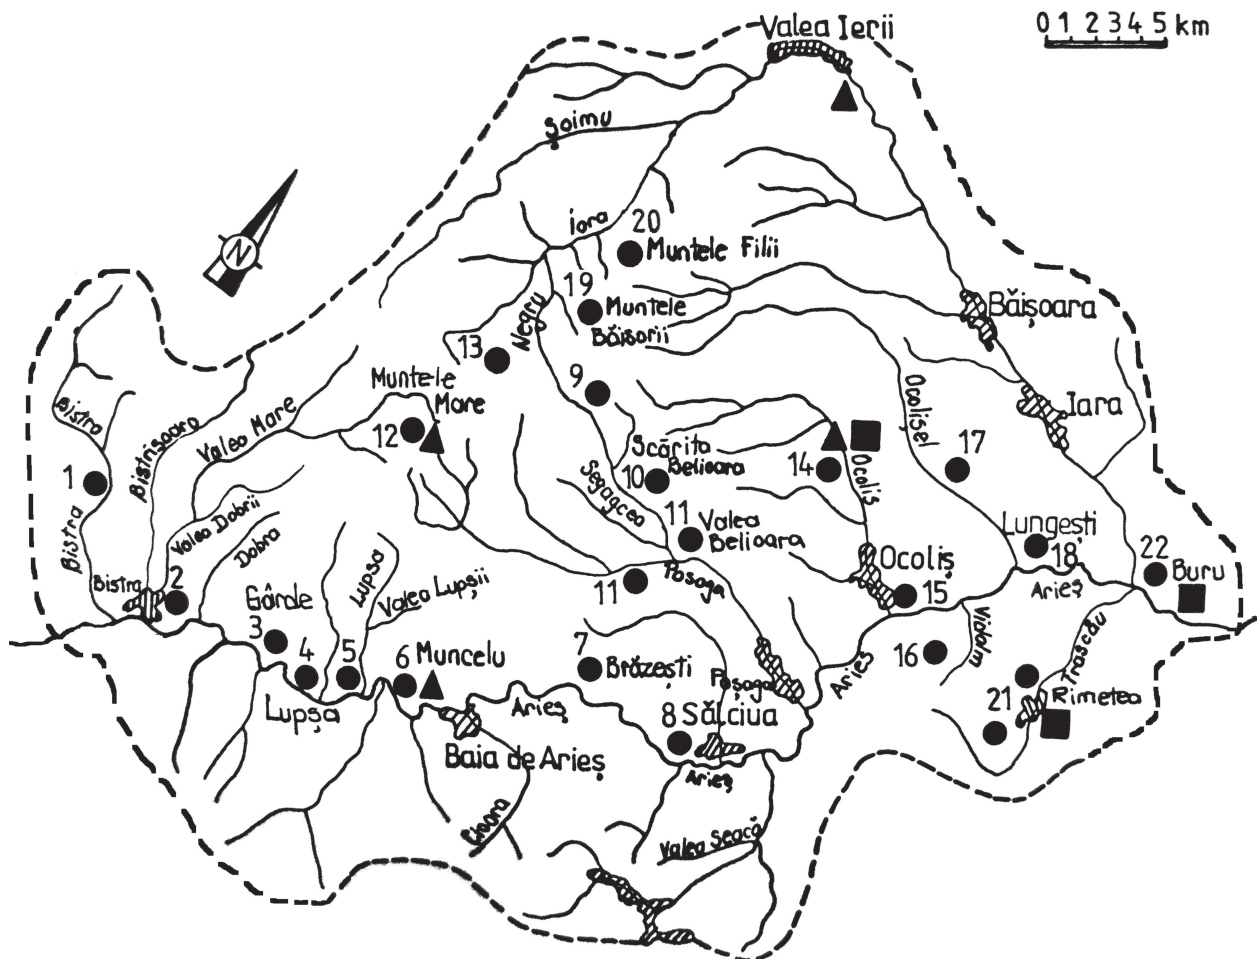 Valea Ierii
0 1 2 3 4 5 km
Șoimu
Iara
20
Muntele Filii
N
19
Muntele
Băișorii
Băișoara
Negru
13
Muntele
Mare
9
Bistra
Bistrișoara
Valea Mare
12
Ocolișel
Iara
Scărița
Belioara
10
14
Ocoliș
17
1
Segagea
11
Valea
Belioara
Lungești
18
Bistra
Valea Dobrii
Dobra
Lupșa
Valea Lupșii
Bistra
2
Gârde
3
11
Poșaga
Ocoliș
15
Arieș
22
Buru
4
5
6
Muncelu
7
Brăzești
16
Vidolm
Trascău
Lupșa
Arieș
Poșaga
Arieș
21
Rimetea
8
Sălciua
Baia de Arieș
Arieș
Cioara
Valea Seacă